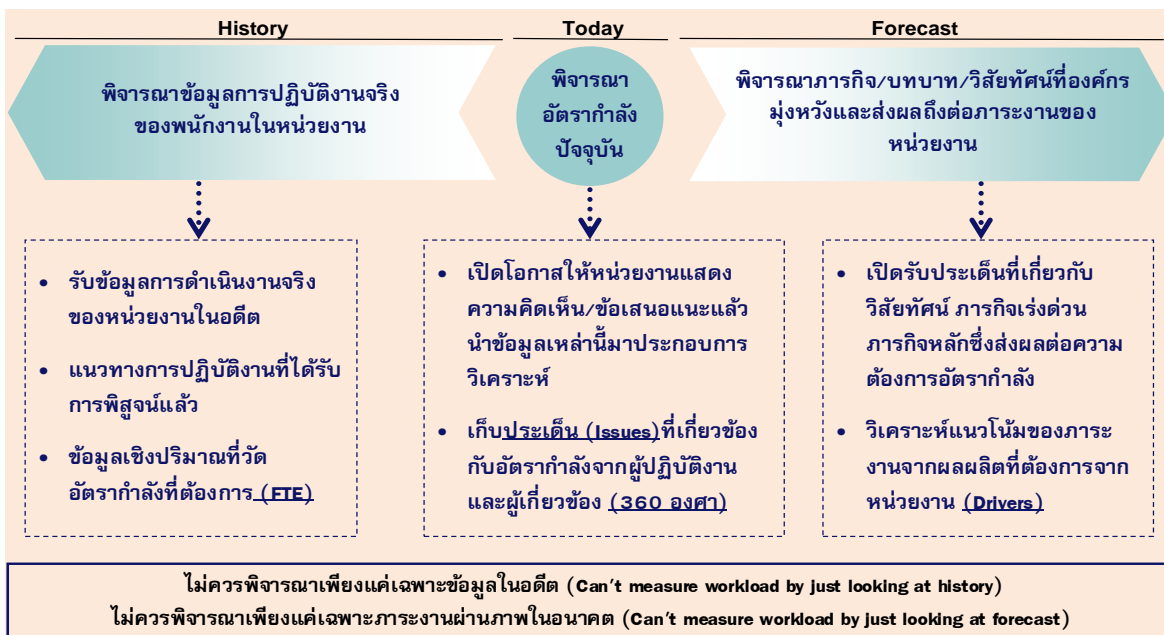 History
Today
Forecast
พิจารณาข้อมูลการปฏิบัติงานจริง
ของพนักงานในหน่วยงาน
พิจารณา
อัตรากำลัง
ปัจจุบัน
พิจารณาภารกิจ/บทบาท/วิสัยทัศน์ที่องค์กร
มุ่งหวังและส่งผลถึงต่อภาระงานของ
หน่วยงาน
• รับข้อมูลการดำเนินงานจริง
ของหน่วยงานในอดีต
• แนวทางการปฏิบัติงานที่ได้รับ
การพิสูจน์แล้ว
• ข้อมูลเชิงปริมาณที่วัด
อัตรากำลังที่ต้องการ (FTE)
• เปิดโอกาสให้หน่วยงานแสดง
ความคิดเห็น/ข้อเสนอแนะแล้ว
นำข้อมูลเหล่านี้มาประกอบการ
วิเคราะห์
• เก็บประเด็น (Issues)ที่เกี่ยวข้อง
กับอัตรากำลังจากผู้ปฏิบัติงาน
และผู้เกี่ยวข้อง (360 องศา)
• เปิดรับประเด็นที่เกี่ยวกับ
วิสัยทัศน์ ภารกิจเร่งด่วน
ภารกิจหลักซึ่งส่งผลต่อความ
ต้องการอัตรากำลัง
• วิเคราะห์แนวโน้มของภาระ
งานจากผลผลิตที่ต้องการจาก
หน่วยงาน (Drivers)
ไม่ควรพิจารณาเพียงแค่เฉพาะข้อมูลในอดีต (Can't measure workload by just looking at history)
ไม่ควรพิจารณาเพียงแค่เฉพาะภาระงานผ่านภาพในอนาคต (Can't measure workload by just looking at forecast)